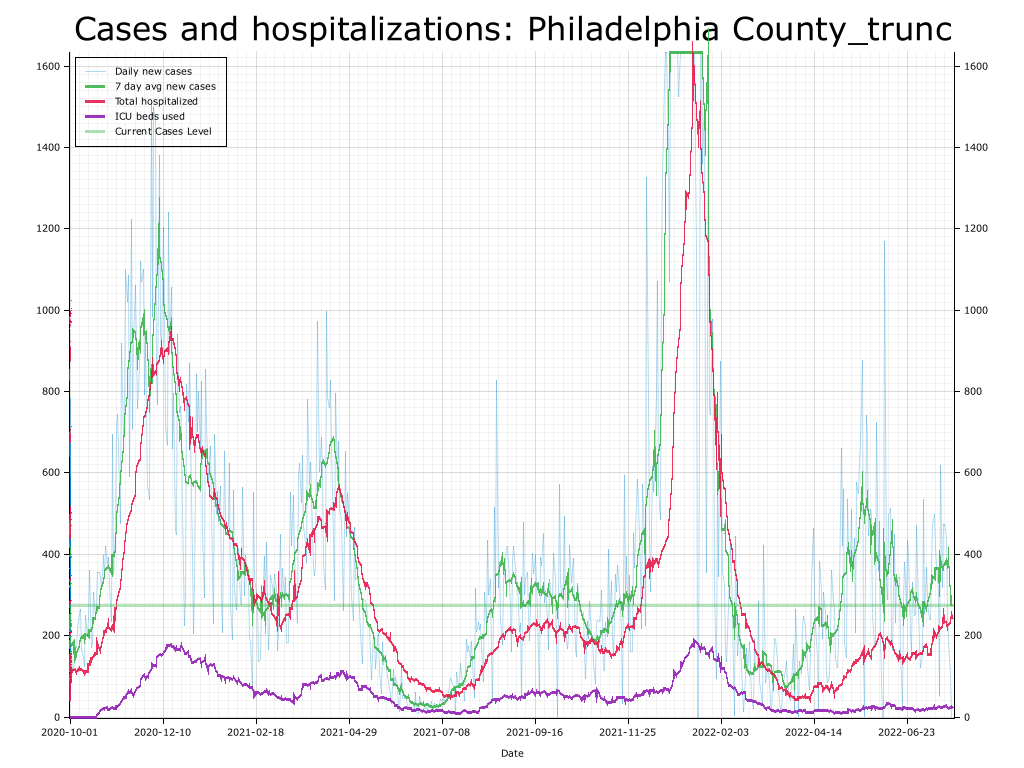 Cases and hospitalizations: Philadelphia County_trunc
Daily new cases
7 day avg new cases
Total hospitalized
ICU beds used
Current Cases Level
1600 1600
1400 1400
1200 1200
1000 1000
800 800
600 600
400 400
200 200
0 0
2020-10-01 2020-12-10 2021-02-18 2021-04-29 2021-07-08 2021-09-16 2021-11-25 2022-02-03 2022-04-14 2022-06-23
Date